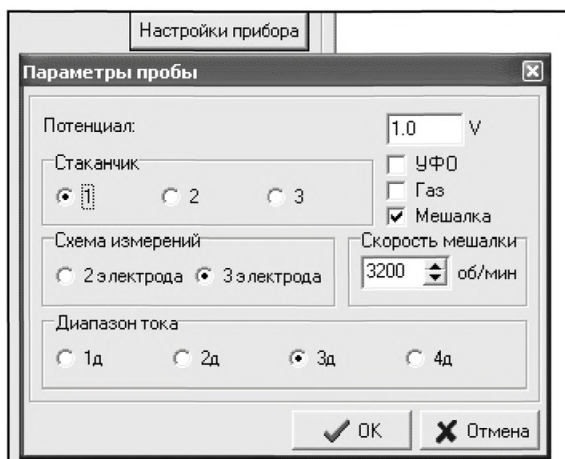 Настройки прибора
Параметры пробы
Потенциал: 1.0 V
УФО
Стаканчик
Газ
1 2 3
Мешалка
Схема измерений
Скорость мешалки
2 электрода 3 электрода
3200 об/мин
Диапазон тока
1д 2д 3д 4д
OK Отмена